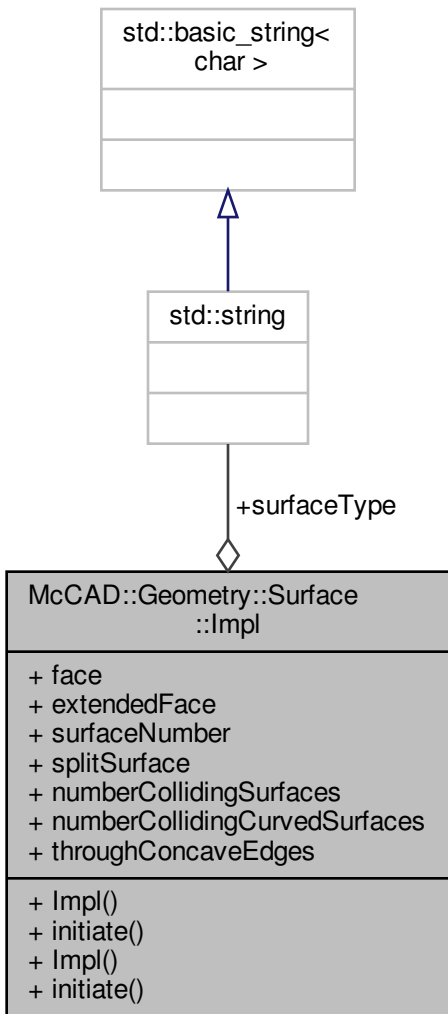 std::basic_string<
char >
std::string
+surfaceType
McCAD::Geometry::Surface
::Impl
+ face
+ extendedFace
+ surfaceNumber
+ splitSurface
+ numberCollidingSurfaces
+ numberCollidingCurvedSurfaces
+ throughConcaveEdges
+ Impl()
+ initiate()
+ Impl()
+ initiate()